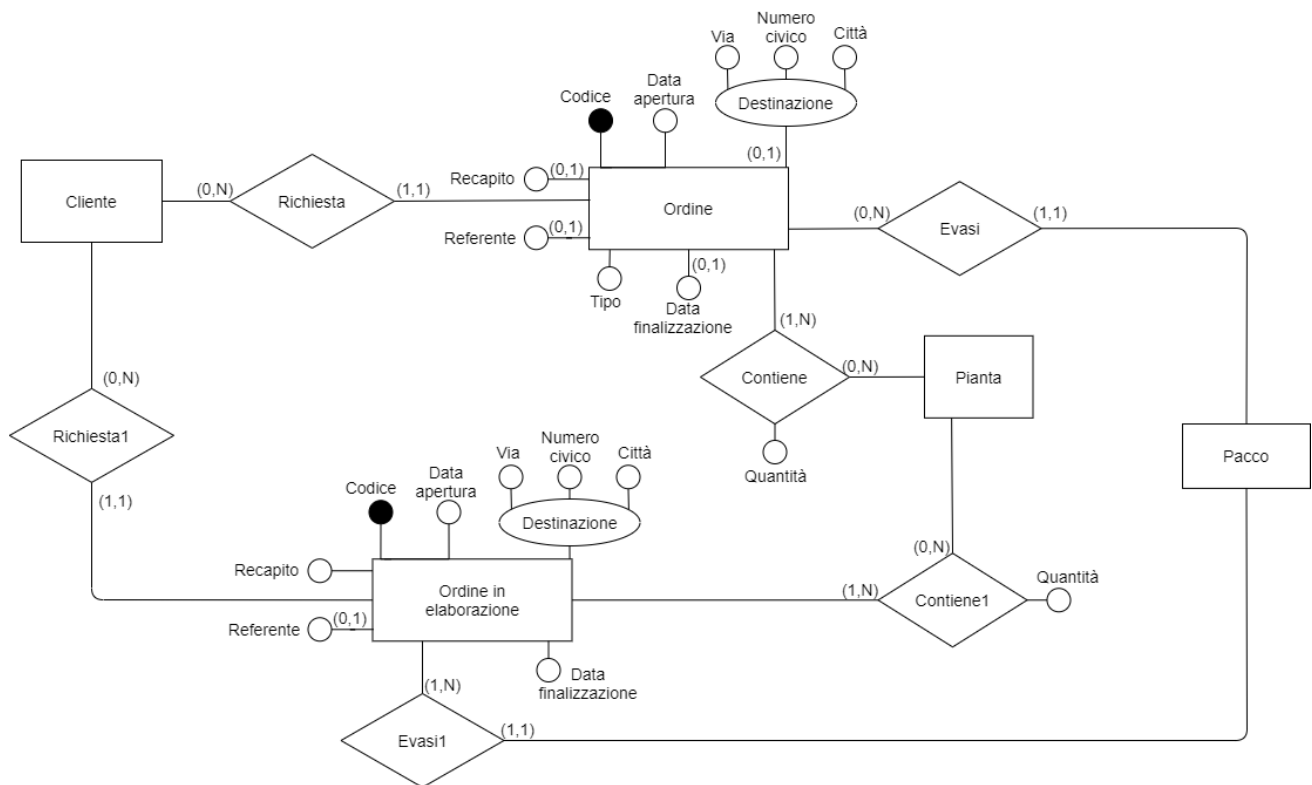 Via
Numero
civico
Città
Destinazione
Codice
Data
apertura
Recapito
(0,1)
(0,1)
Cliente
(0,N)
Richiesta
(1,1)
Ordine
(0,N)
Evasi
(1,1)
Referente
(0,1)
Tipo
(0,1)
Data
finalizzazione
(1,N)
Contiene
(0,N)
Pianta
Quantità
(0,N)
Richiesta1
(1,1)
Pacco
Via
Numero
civico
Città
Destinazione
Codice
Data
apertura
Recapito
Ordine in
elaborazione
Referente
(0,1)
Data
finalizzazione
(1,N)
(0,N)
Contiene1
Quantità
(1,N)
Evasi1
(1,1)